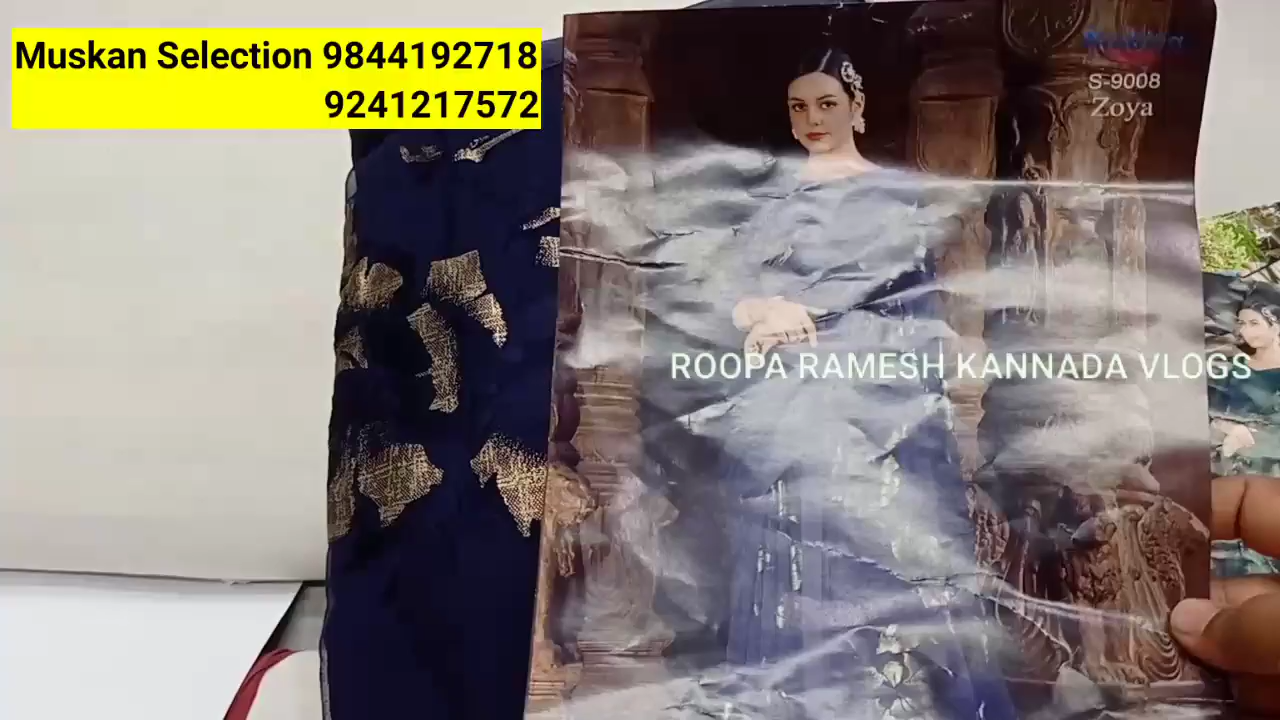 Muskan Selection 9844192718
9241217572
S-9008
Zoya
ROOPA RAMESH KANNADA VLOGS